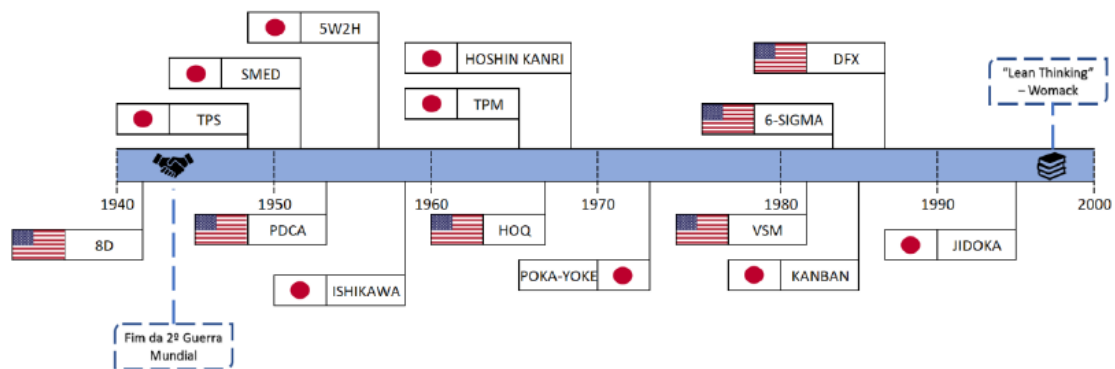 5W2H
HOSHIN KANRI
DFX
"Lean Thinking"
– Womack
SMED
TPS
TPM
6-SIGMA
1940
1950
1960
1970
1980
1990
2000
8D
PDCA
HOQ
VSM
JIDOKA
ISHIKAWA
POKA-YOKE
KANBAN
Fim da 2º Guerra
Mundial